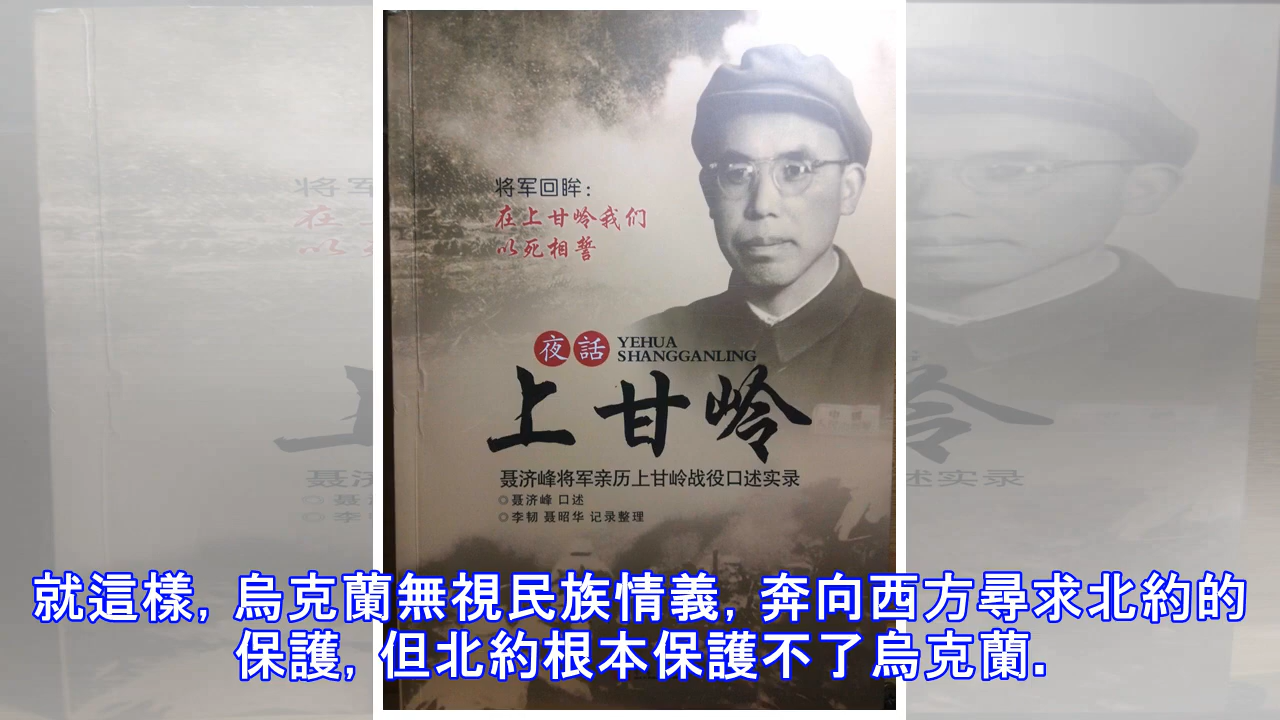 将军回眸：
在上甘岭我们
以死相誓
夜話 YEHUA
SHANGGANLING
上甘岭
聂济峰将军亲历上甘岭战役口述实录
◎聂济峰 口述
◎李韧 聂昭华 记录整理
就這樣, 烏克蘭無視民族情義, 奔向西方尋求北約的
保護, 但北約根本保護不了烏克蘭.